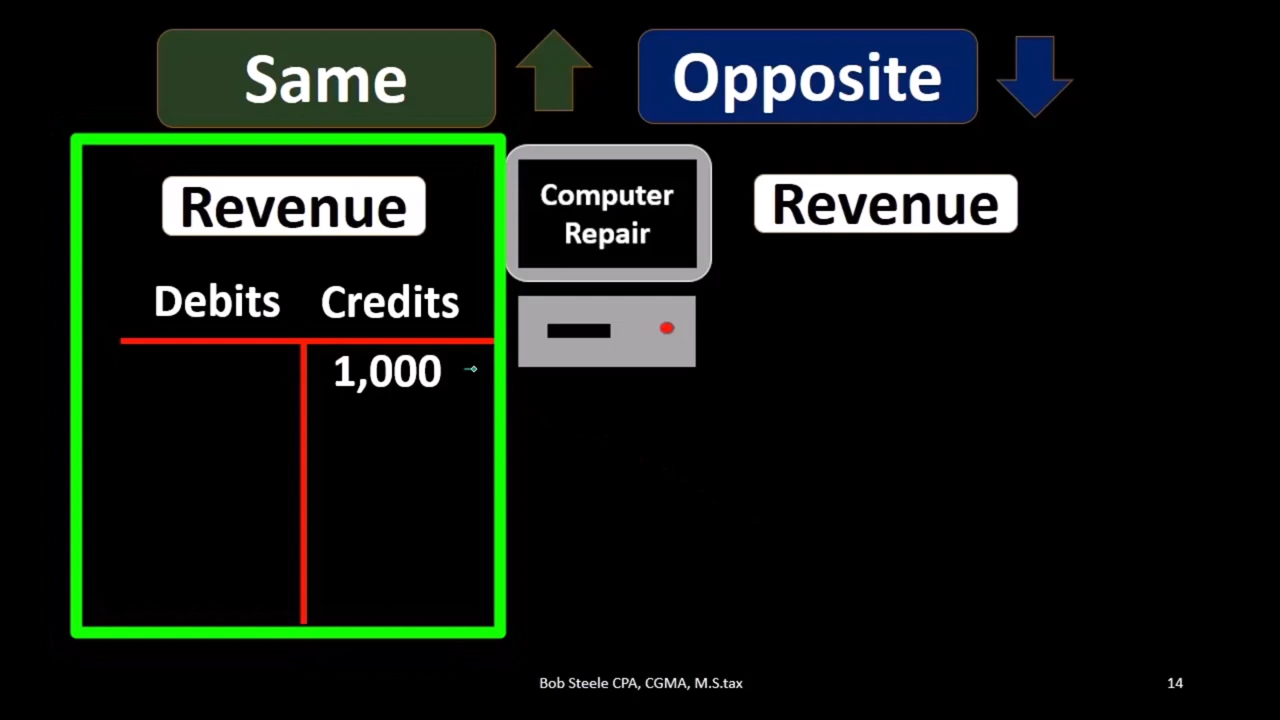 Same
Opposite
Revenue
Computer
Repair
Revenue
Debits Credits
1,000
Bob Steele CPA, CGMA, M.S.tax
14